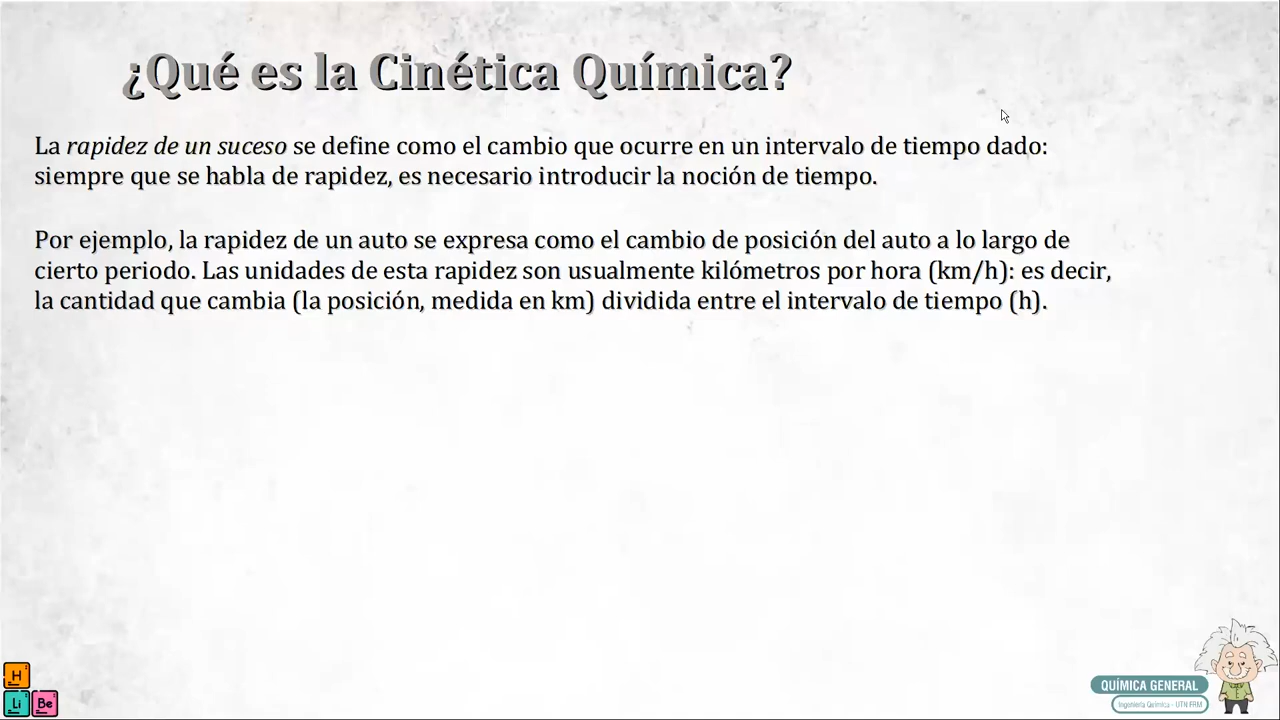 ¿Qué es la Cinética Química?
La rapidez de un suceso se define como el cambio que ocurre en un intervalo de tiempo dado:
siempre que se habla de rapidez, es necesario introducir la noción de tiempo.
Por ejemplo, la rapidez de un auto se expresa como el cambio de posición del auto a lo largo de
cierto periodo. Las unidades de esta rapidez son usualmente kilómetros por hora (km/h): es decir,
la cantidad que cambia (la posición, medida en km) dividida entre el intervalo de tiempo (h).
H
Li Be
QUÍMICA GENERAL
Ingeniería Química - UTN FRM